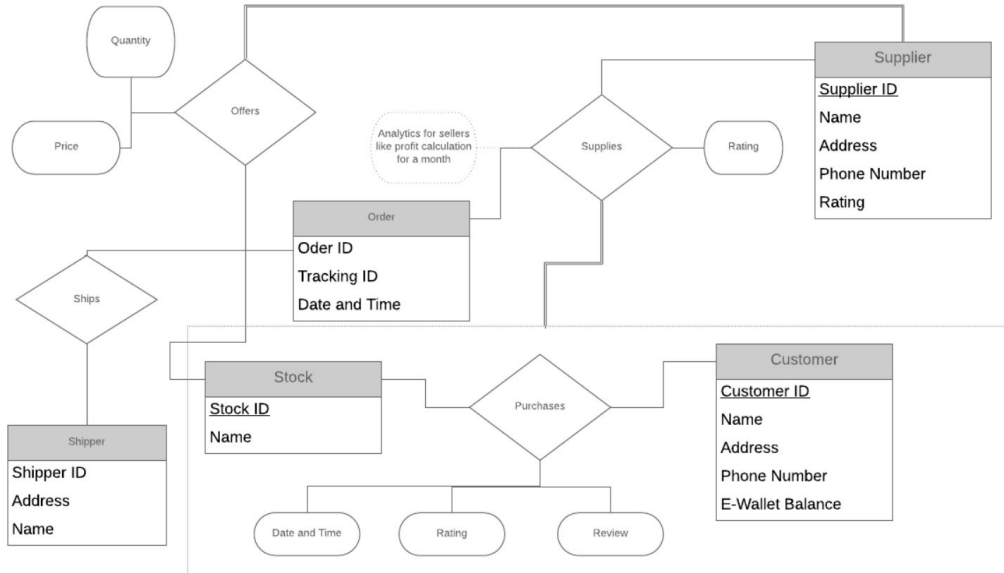 Quantity
Supplier
Supplier ID
Name
Address
Phone Number
Rating
Offers
Price
Analytics for sellers
like profit calculation
for a month
Supplies
Rating
Order
Oder ID
Tracking ID
Date and Time
Ships
Stock
Stock ID
Name
Purchases
Customer
Customer ID
Name
Address
Phone Number
E-Wallet Balance
Shipper
Shipper ID
Address
Name
Date and Time
Rating
Review